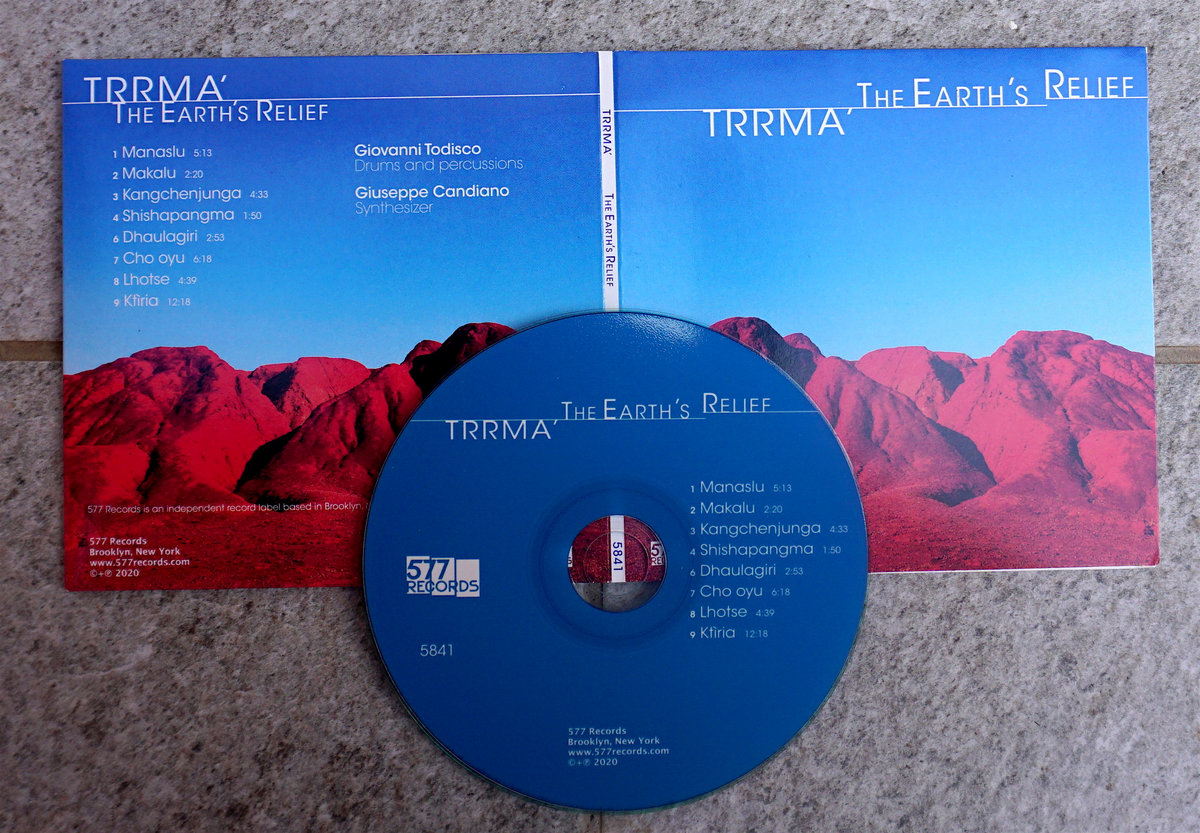 TRRMA'
THE EARTH'S RELIEF
1 Manaslu 5:13
2 Makalu 2:20
3 Kangchenjunga 4:33
4 Shishapangma 1:50
6 Dhaulagiri 2:53
7 Cho oyu 6:18
8 Lhotse 4:39
9 Ktîria 12:18
Giovanni Todisco
Drums and percussions
Giuseppe Candiano
Synthesizer
577 Records is an independent record label based in Brooklyn,
577 Records
Brooklyn, New York
www.577records.com
©+℗ 2020
TRRMA'
THE EARTH'S RELIEF
THE EARTH'S RELIEF
TRRMA'
THE EARTH'S RELIEF
TRRMA'
1 Manaslu 5:13
2 Makalu 2:20
3 Kangchenjunga 4:33
4 Shishapangma 1:50
6 Dhaulagiri 2:53
7 Cho oyu 6:18
8 Lhotse 4:39
9 Ktîria 12:18
5841
577
RECORDS
5841
577 Records
Brooklyn, New York
www.577records.com
©+℗ 2020